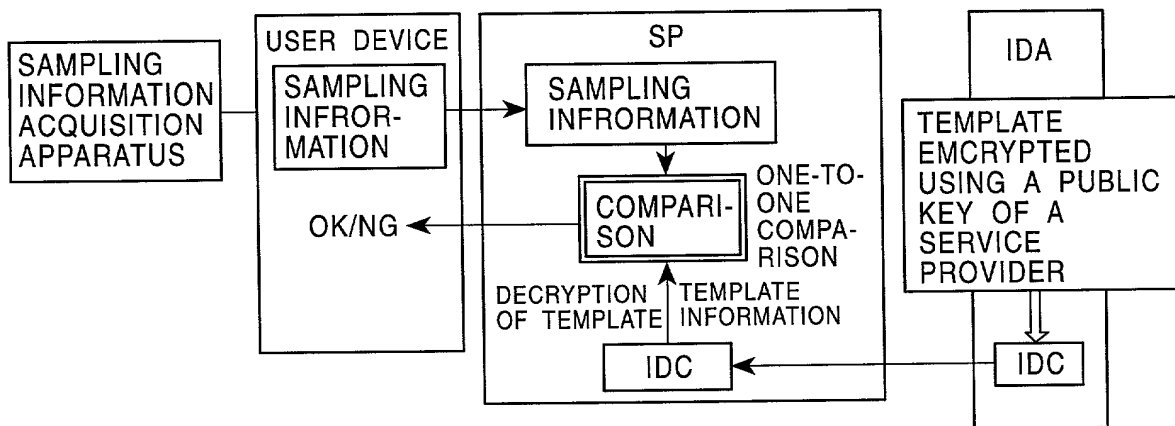 SAMPLING
INFORMATION
ACQUISITION
APPARATUS
USER DEVICE
SAMPLING
INFROR-
MATION
OK/NG
SP
SAMPLING
INFRORMATION
COMPARI-
SON
ONE-TO-
ONE
COMPA-
RISON
DECRYPTION
OF TEMPLATE
TEMPLATE
INFORMATION
IDC
IDA
TEMPLATE
EMCRYPTED
USING A PUBLIC
KEY OF A
SERVICE
PROVIDER
IDC